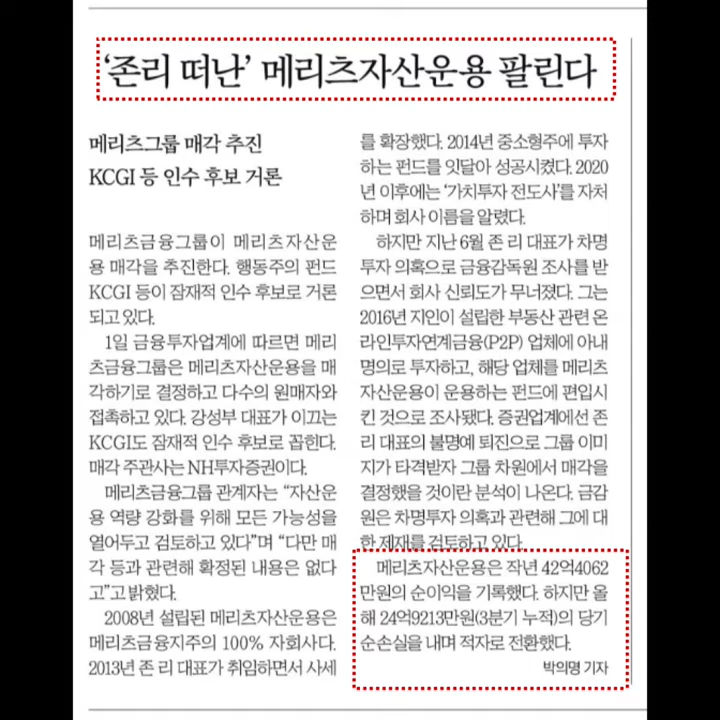 ‘존리 떠난’ 메리츠자산운용 팔린다
메리츠그룹 매각 추진
KCGI 등 인수 후보 거론
메리츠금융그룹이 메리츠자산운
용 매각을 추진한다. 행동주의 펀드
KCGI 등이 잠재적 인수 후보로 거론
되고 있다.
1일 금융투자업계에 따르면 메리
츠금융그룹은 메리츠자산운용을 매
각하기로 결정하고 다수의 원매자와
접촉하고 있다. 강성부 대표가 이끄는
KCGI도 잠재적 인수 후보로 꼽힌다.
매각 주관사는 NH투자증권이다.
메리츠금융그룹 관계자는 “자산운
용 역량 강화를 위해 모든 가능성을
열어두고 검토하고 있다”며 “다만 매
각 등과 관련해 확정된 내용은 없다
고”고 밝혔다.
2008년 설립된 메리츠자산운용은
메리츠금융지주의 100% 자회사다.
2013년 존 리 대표가 취임하면서 사세
를 확장했다. 2014년 중소형주에 투자
하는 펀드를 잇달아 성공시켰다. 2020
년 이후에는 ‘가치투자 전도사’를 자처
하며 회사 이름을 알렸다.
하지만 지난 6월 존 리 대표가 차명
투자 의혹으로 금융감독원 조사를 받
으면서 회사 신뢰도가 무너졌다. 그는
2016년 지인이 설립한 부동산 관련 온
라인투자연계금융(P2P) 업체에 아내
명의로 투자하고, 해당 업체를 메리츠
자산운용이 운용하는 펀드에 편입시
킨 것으로 조사됐다. 증권업계에선 존
리 대표의 불명예 퇴진으로 그룹 이미
지가 타격받자 그룹 차원에서 매각을
결정했을 것이란 분석이 나온다. 금감
원은 차명투자 의혹과 관련해 그에 대
한 제재를 검토하고 있다.
메리츠자산운용은 작년 42억4062
만원의 순이익을 기록했다. 하지만 올
해 24억9213만원(3분기 누적)의 당기
순손실을 내며 적자로 전환했다.
박의명 기자